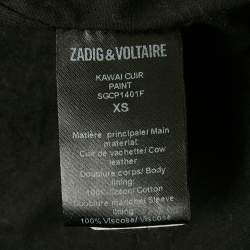 ZADIG & VOLTAIRE
KAWAI CUIR
PAINT
SGCP1401F
XS
Matière principale/ Main
material:
Cuir de vachette/ Cow
leather
Doublure corps/ Body
lining:
100% Coton/ Cotton
Doublure manche/ Sleeve
lining:
100% Viscose/ Viscose